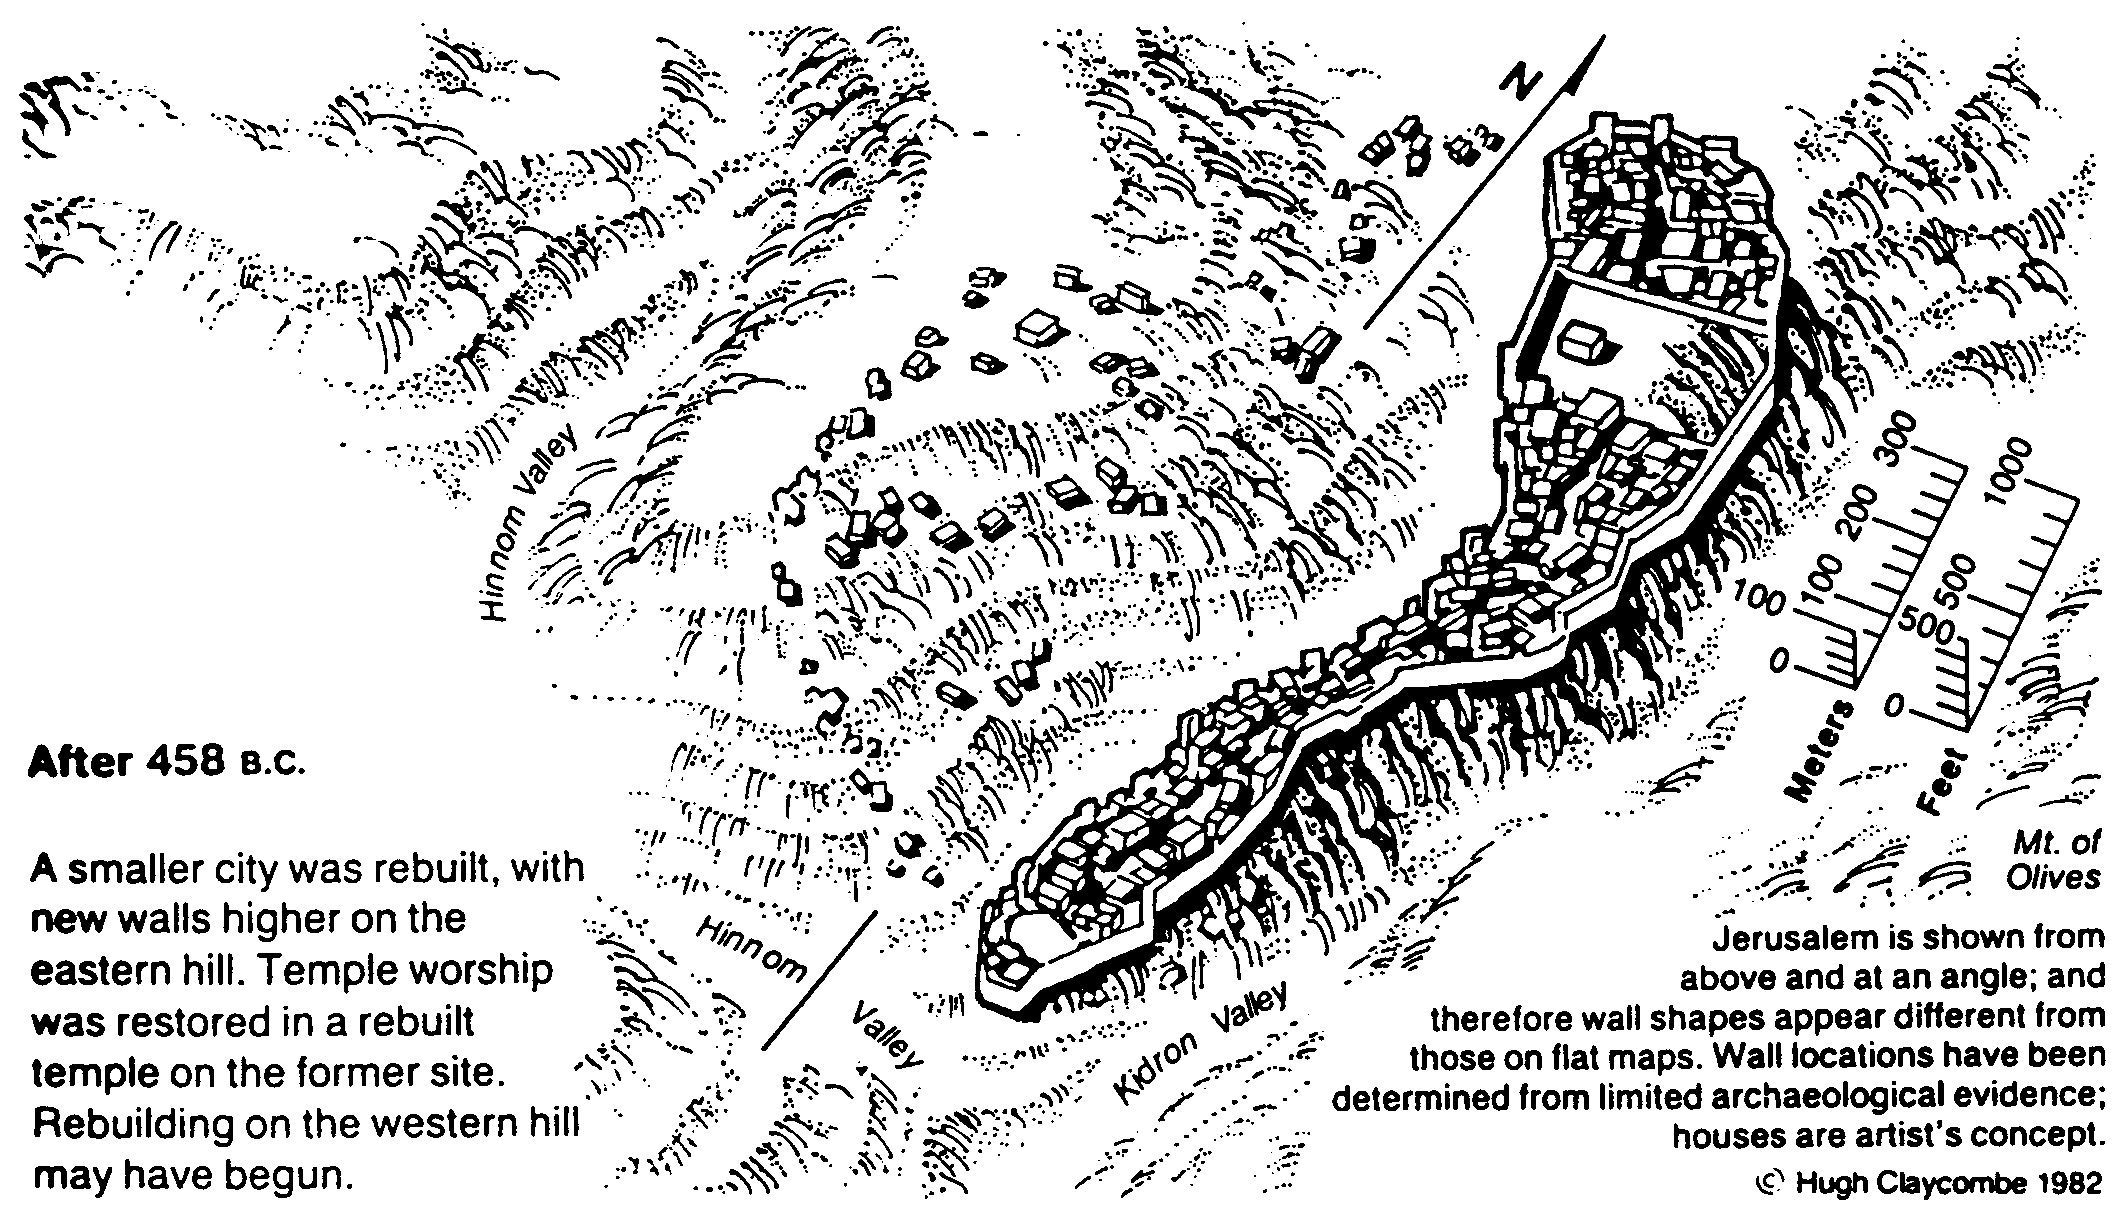 N
Hinnom Valley
300
200
100
100
0
1000
500
500
0
Meters
Feet
After 458 B.C.
A smaller city was rebuilt, with
new walls higher on the
eastern hill. Temple worship
was restored in a rebuilt
temple on the former site.
Rebuilding on the western hill
may have begun.
Hinnom
Valley
Kidron Valley
Mt. of
Olives
Jerusalem is shown from
above and at an angle; and
therefore wall shapes appear different from
those on flat maps. Wall locations have been
determined from limited archaeological evidence;
houses are artist's concept.
© Hugh Claycombe 1982